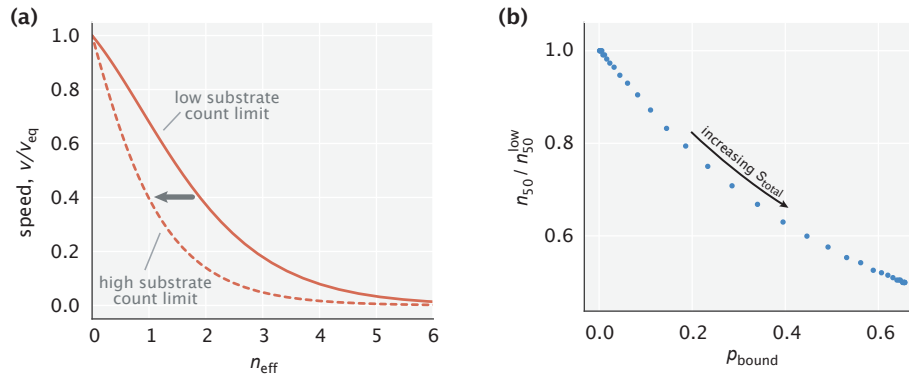 (a)
speed, v/v_eq
1.0
0.8
0.6
0.4
0.2
0.0
low substrate
count limit
high substrate
count limit
0 1 2 3 4 5 6
n_eff
(b)
n_50 / n_50^low
1.0
0.8
0.6
increasing S_total
0.0 0.2 0.4 0.6
p_bound